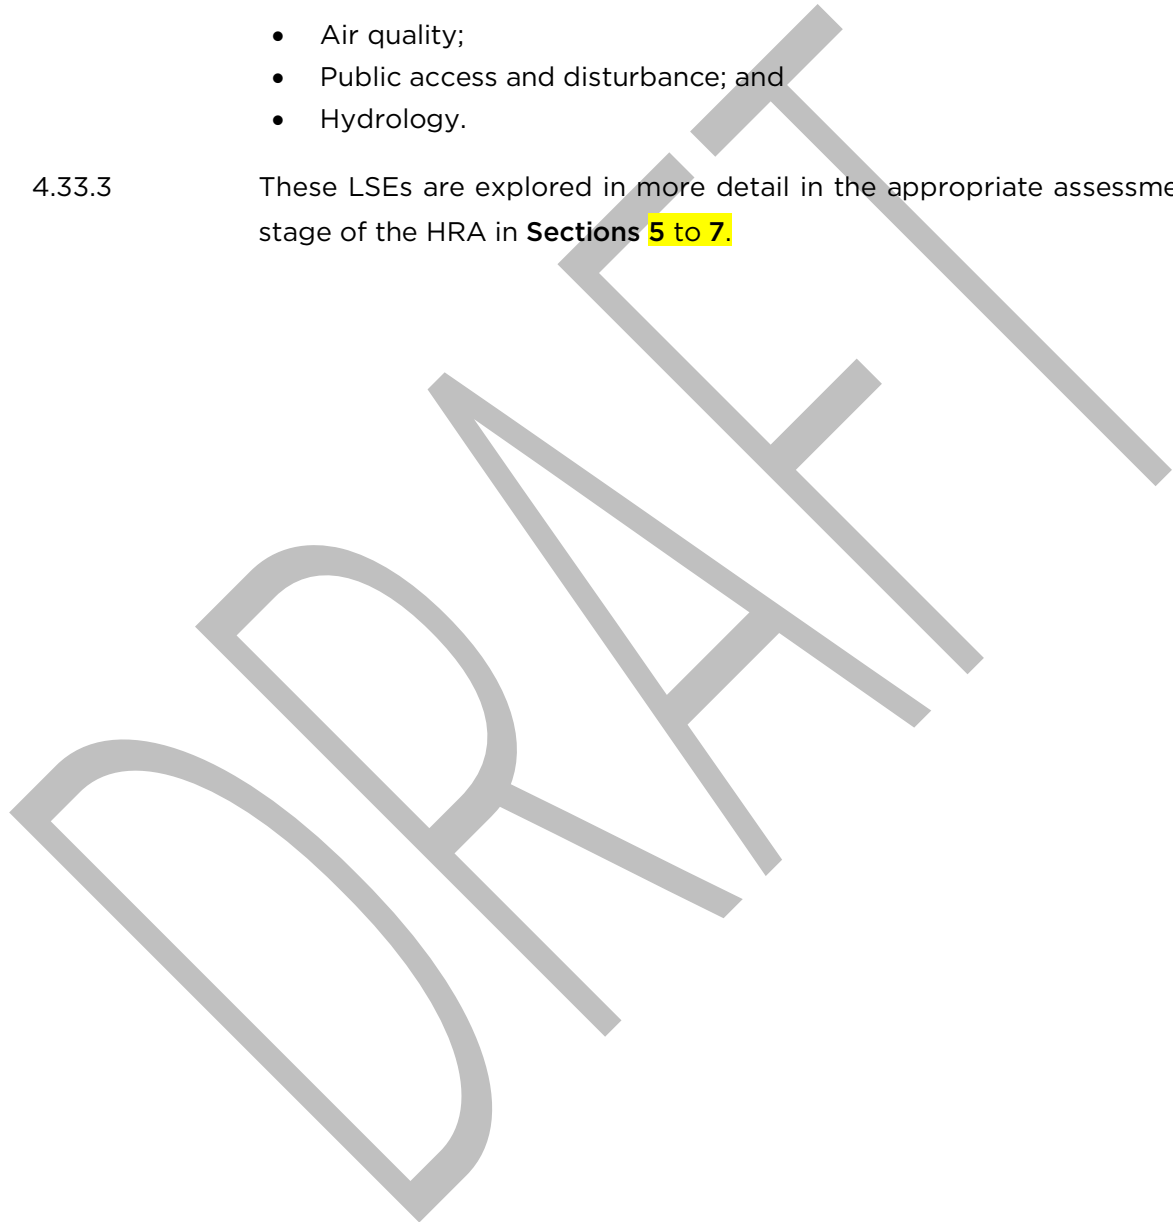 • Air quality;
• Public access and disturbance; and
• Hydrology.
4.33.3 These LSEs are explored in more detail in the appropriate assessme
stage of the HRA in Sections 5 to 7.
DRAFT